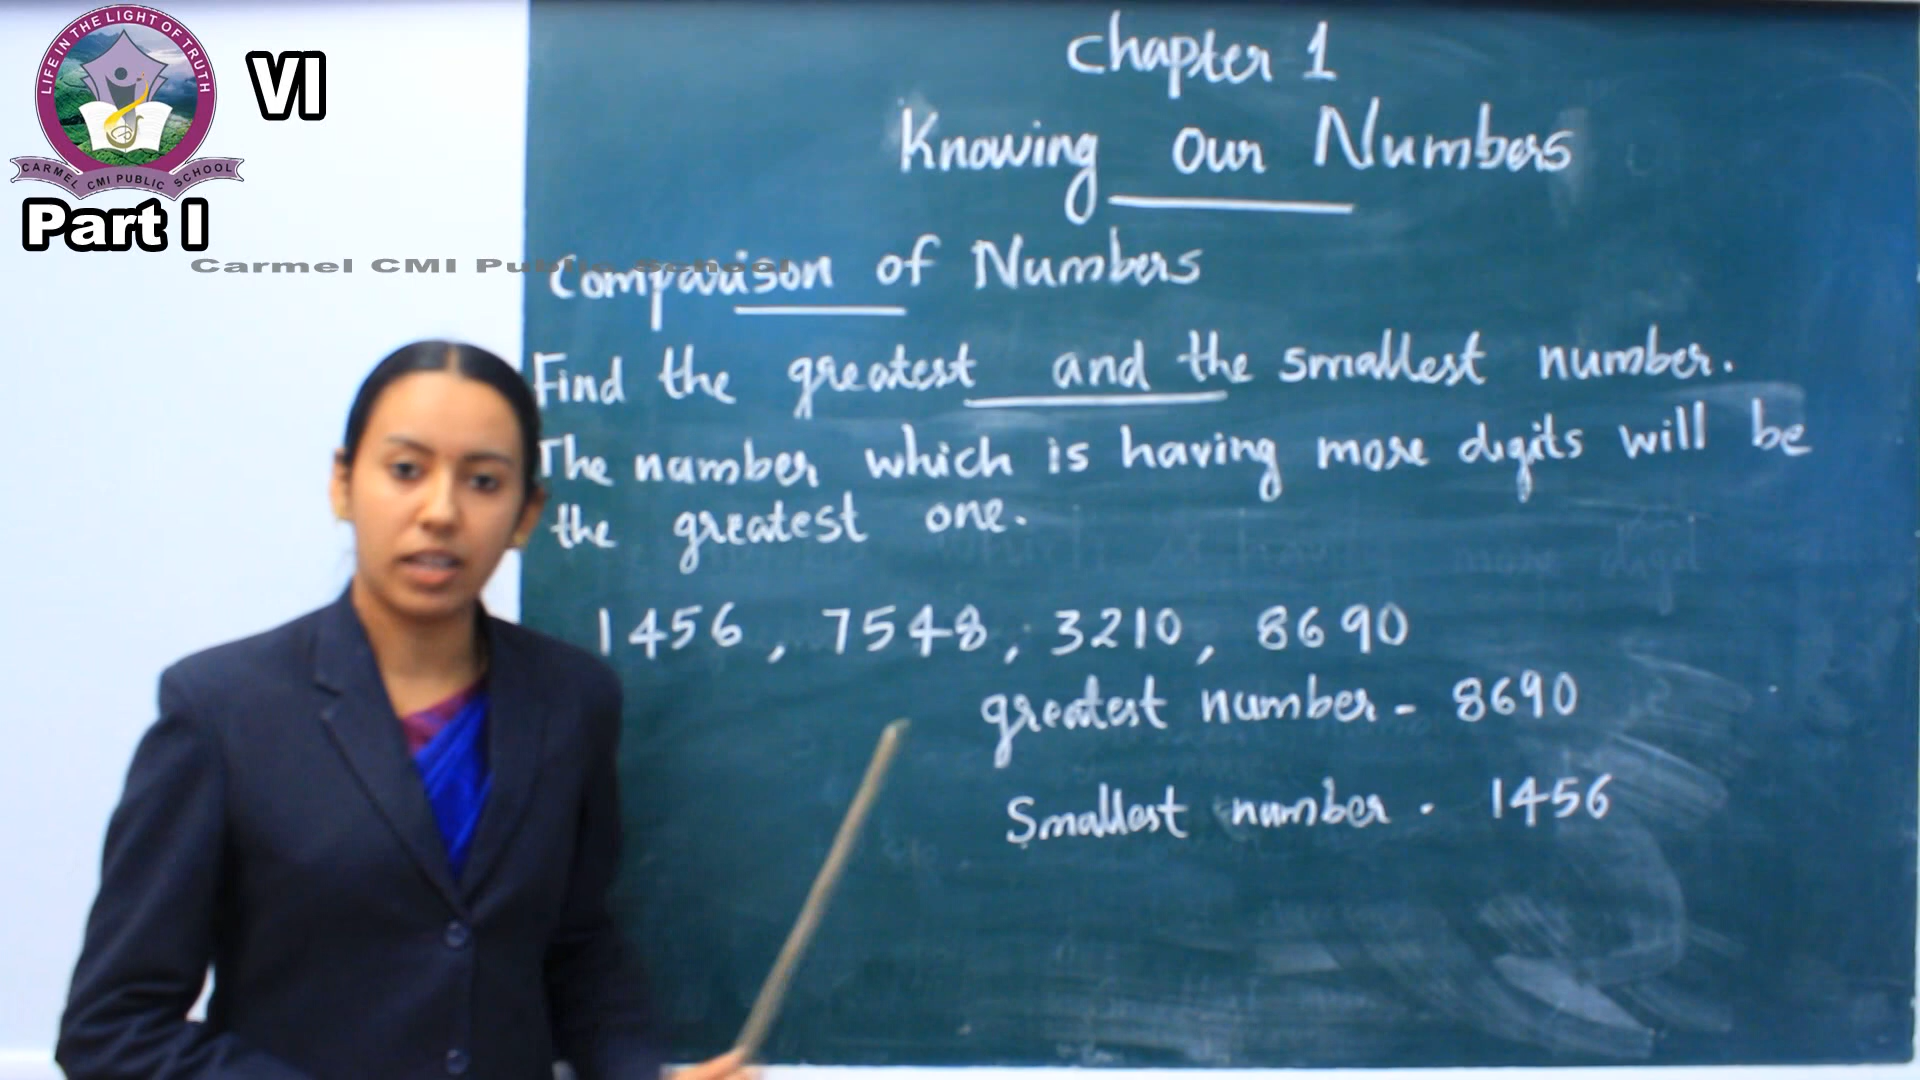 LIFE IN THE LIGHT OF TRUTH
CARMEL CMI PUBLIC SCHOOL
VI
Part I
Carmel CMI Public School
Chapter 1
Knowing Our Numbers
Comparison of Numbers
Find the greatest and the smallest number.
The number which is having more digits will be
the greatest one.
1456, 7548, 3210, 8690
greatest number - 8690
Smallest number - 1456